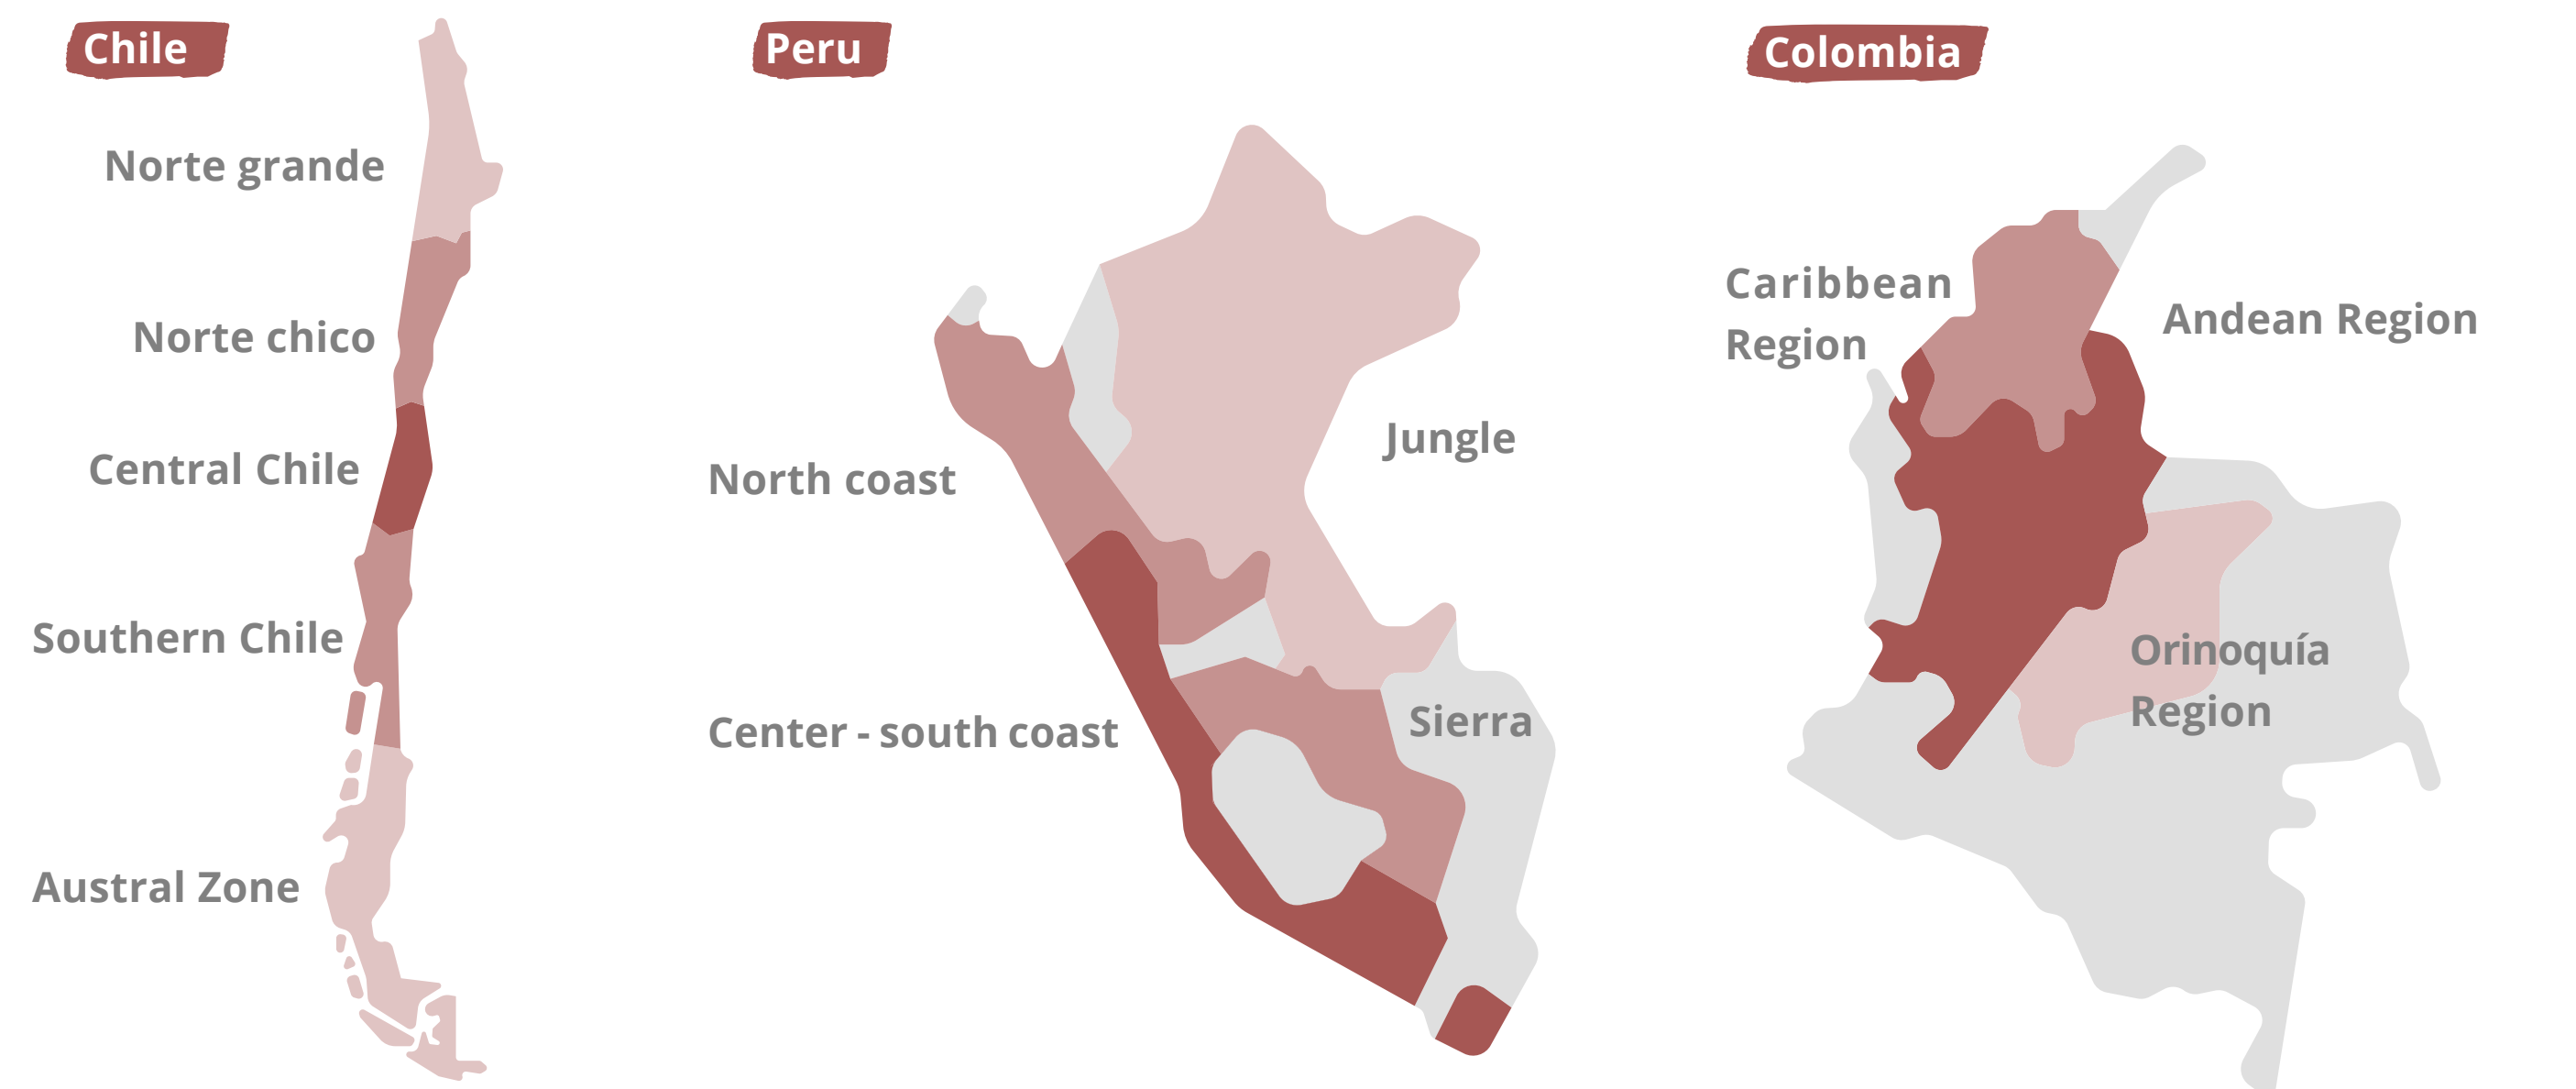 Chile
Norte grande
Norte chico
Central Chile
Southern Chile
Austral Zone
Peru
North coast
Center - south coast
Jungle
Sierra
Colombia
Caribbean
Region
Andean Region
Orinoquía
Region